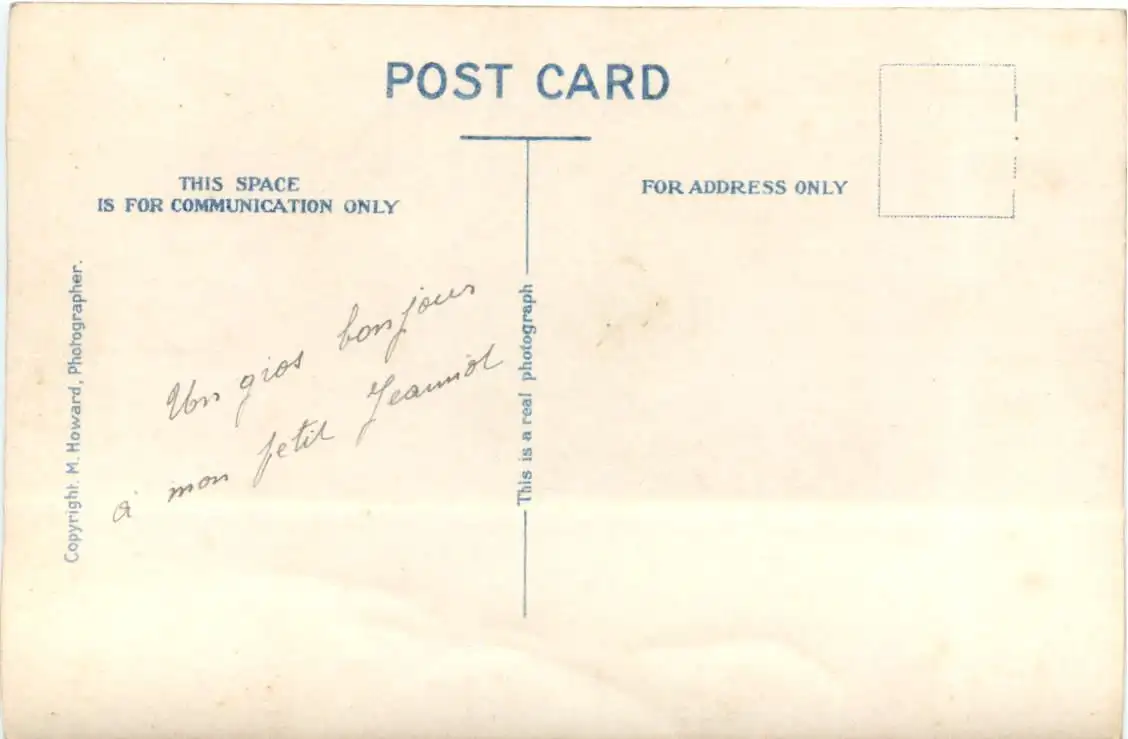 POST CARD
THIS SPACE
IS FOR COMMUNICATION ONLY
FOR ADDRESS ONLY
Copyright. M. Howard, Photographer.
This is a real photograph
Un gros bonjour
à mon petit Jeannot